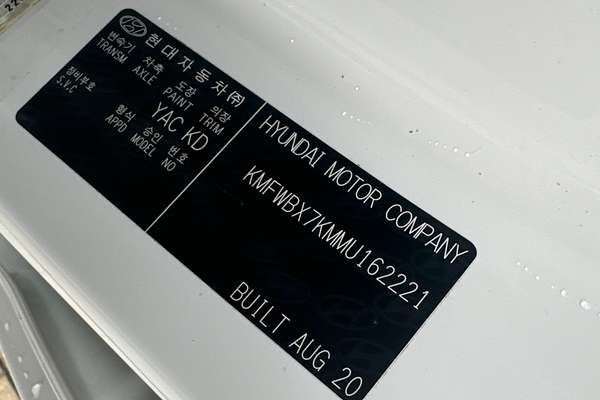 22
현대자동차㈜
변속기 차축 도장 의장
TRANSM AXLE PAINT TRIM
YAC KD
정비부호
S.V.C
형식 승인 번호
APPD MODEL NO
HYUNDAI MOTOR COMPANY
KMFWBX7KMMU162221
BUILT AUG 20